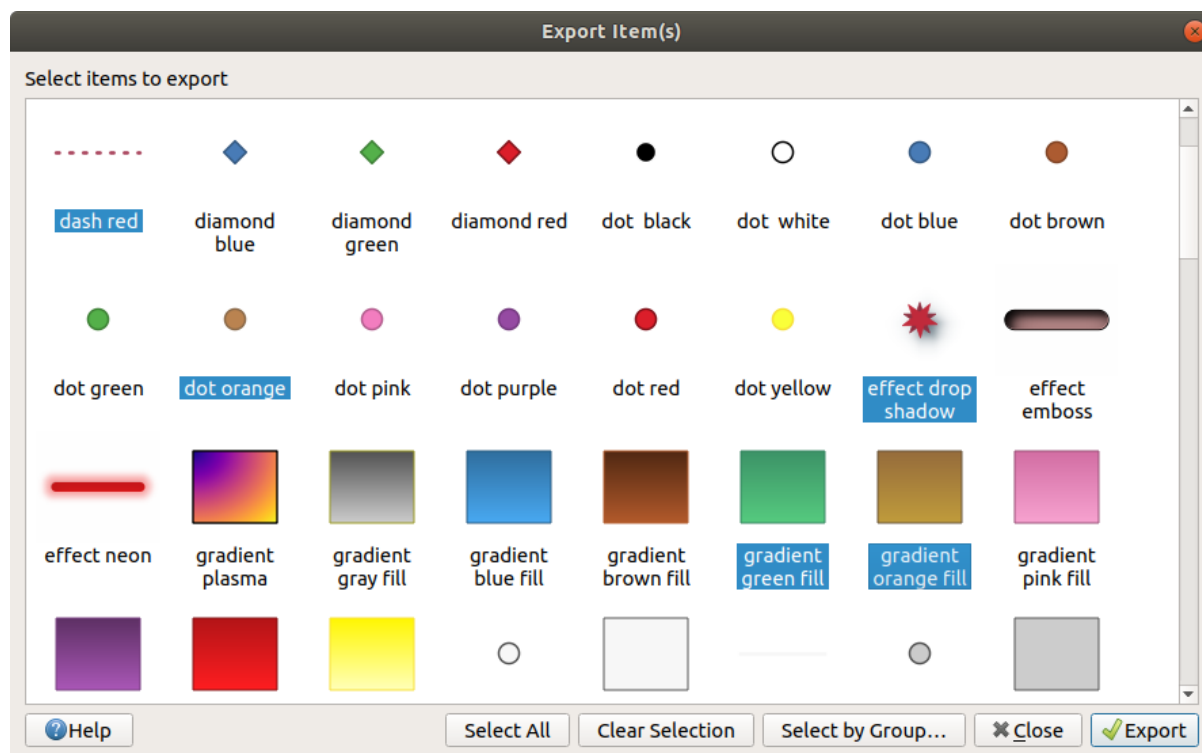 Export Item(s)
Select items to export
dash red
diamond
blue
diamond
green
diamond red
dot  black
dot  white
dot blue
dot brown
dot green
dot orange
dot pink
dot purple
dot red
dot yellow
effect drop
shadow
effect
emboss
effect neon
gradient
plasma
gradient
gray fill
gradient
blue fill
gradient
brown fill
gradient
green fill
gradient
orange fill
gradient
pink fill
Help
Select All
Clear Selection
Select by Group...
Close
Export